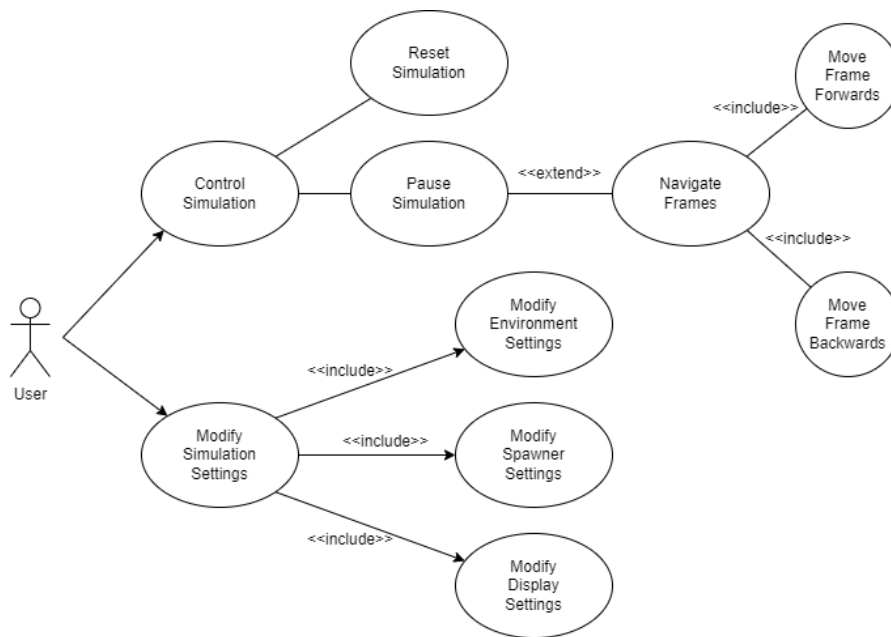 Reset
Simulation
Move
Frame
Forwards
<<include>>
Control
Simulation
Pause
Simulation
<<extend>>
Navigate
Frames
<<include>>
Move
Frame
Backwards
Modify
Environment
Settings
<<include>>
User
Modify
Simulation
Settings
<<include>>
Modify
Spawner
Settings
<<include>>
Modify
Display
Settings